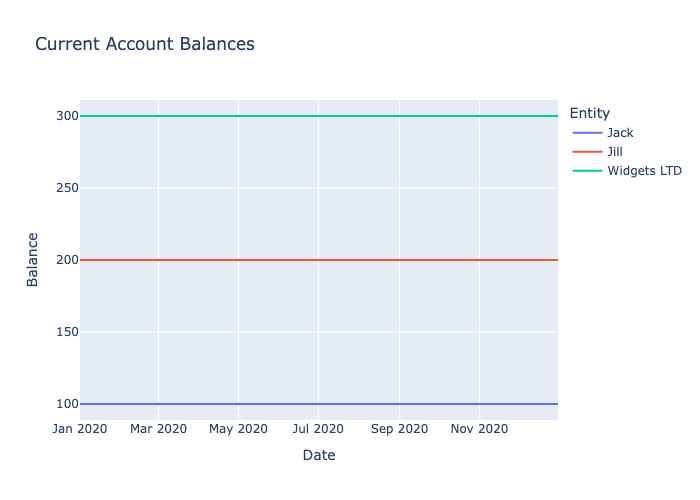 Current Account Balances
Entity
Jack
Jill
Widgets LTD
Balance
300
250
200
150
100
Jan 2020
Mar 2020
May 2020
Jul 2020
Sep 2020
Nov 2020
Date